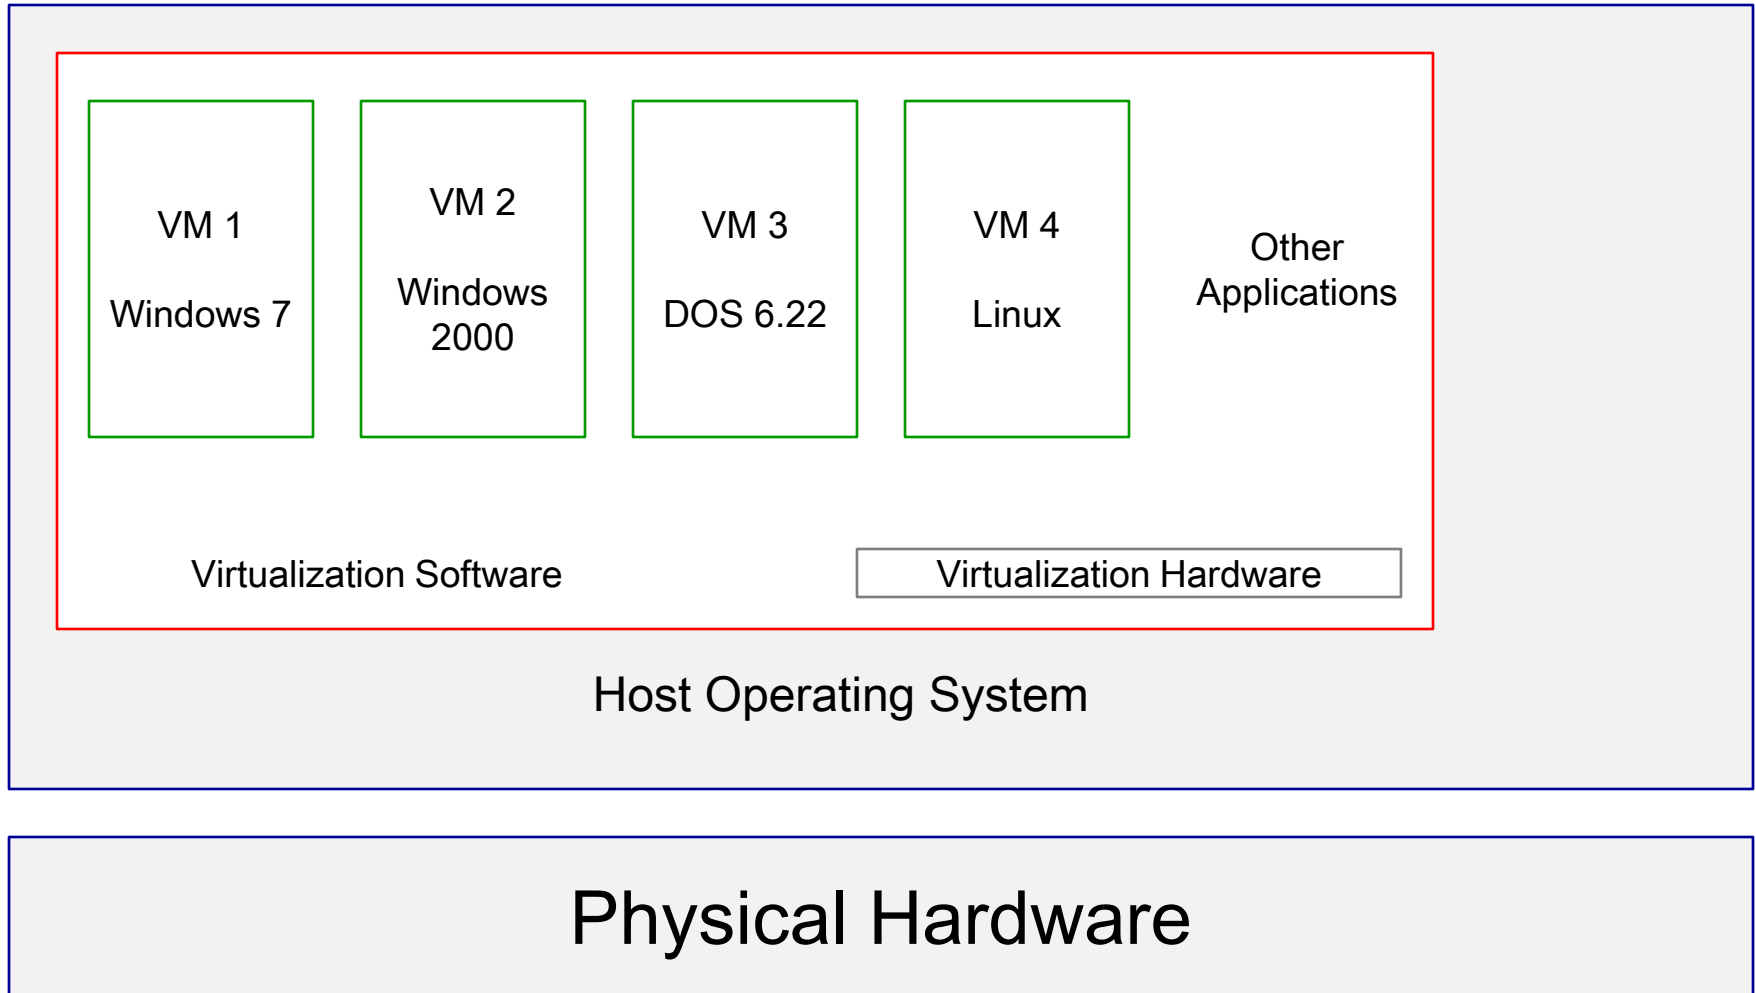 VM 1
Windows 7
VM 2
Windows
2000
VM 3
DOS 6.22
VM 4
Linux
Other
Applications
Virtualization Software
Virtualization Hardware
Host Operating System
Physical Hardware